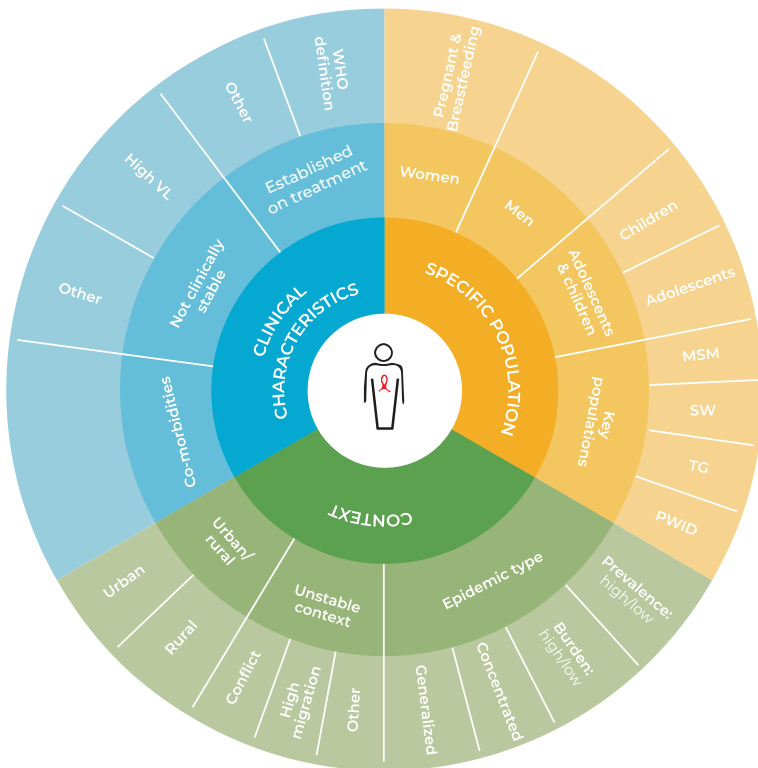 CLINICAL
CHARACTERISTICS
Established
on treatment
WHO
definition
Other
Not clinically
stable
High VL
Other
Co-morbidities
SPECIFIC POPULATION
Women
Pregnant &
Breastfeeding
Men
Adolescents
& children
Children
Adolescents
Key
populations
MSM
SW
TG
PWID
CONTEXT
Epidemic type
Prevalence:
high/low
Burden:
high/low
Concentrated
Generalized
Unstable
context
Other
High
migration
Conflict
Urban/
rural
Rural
Urban